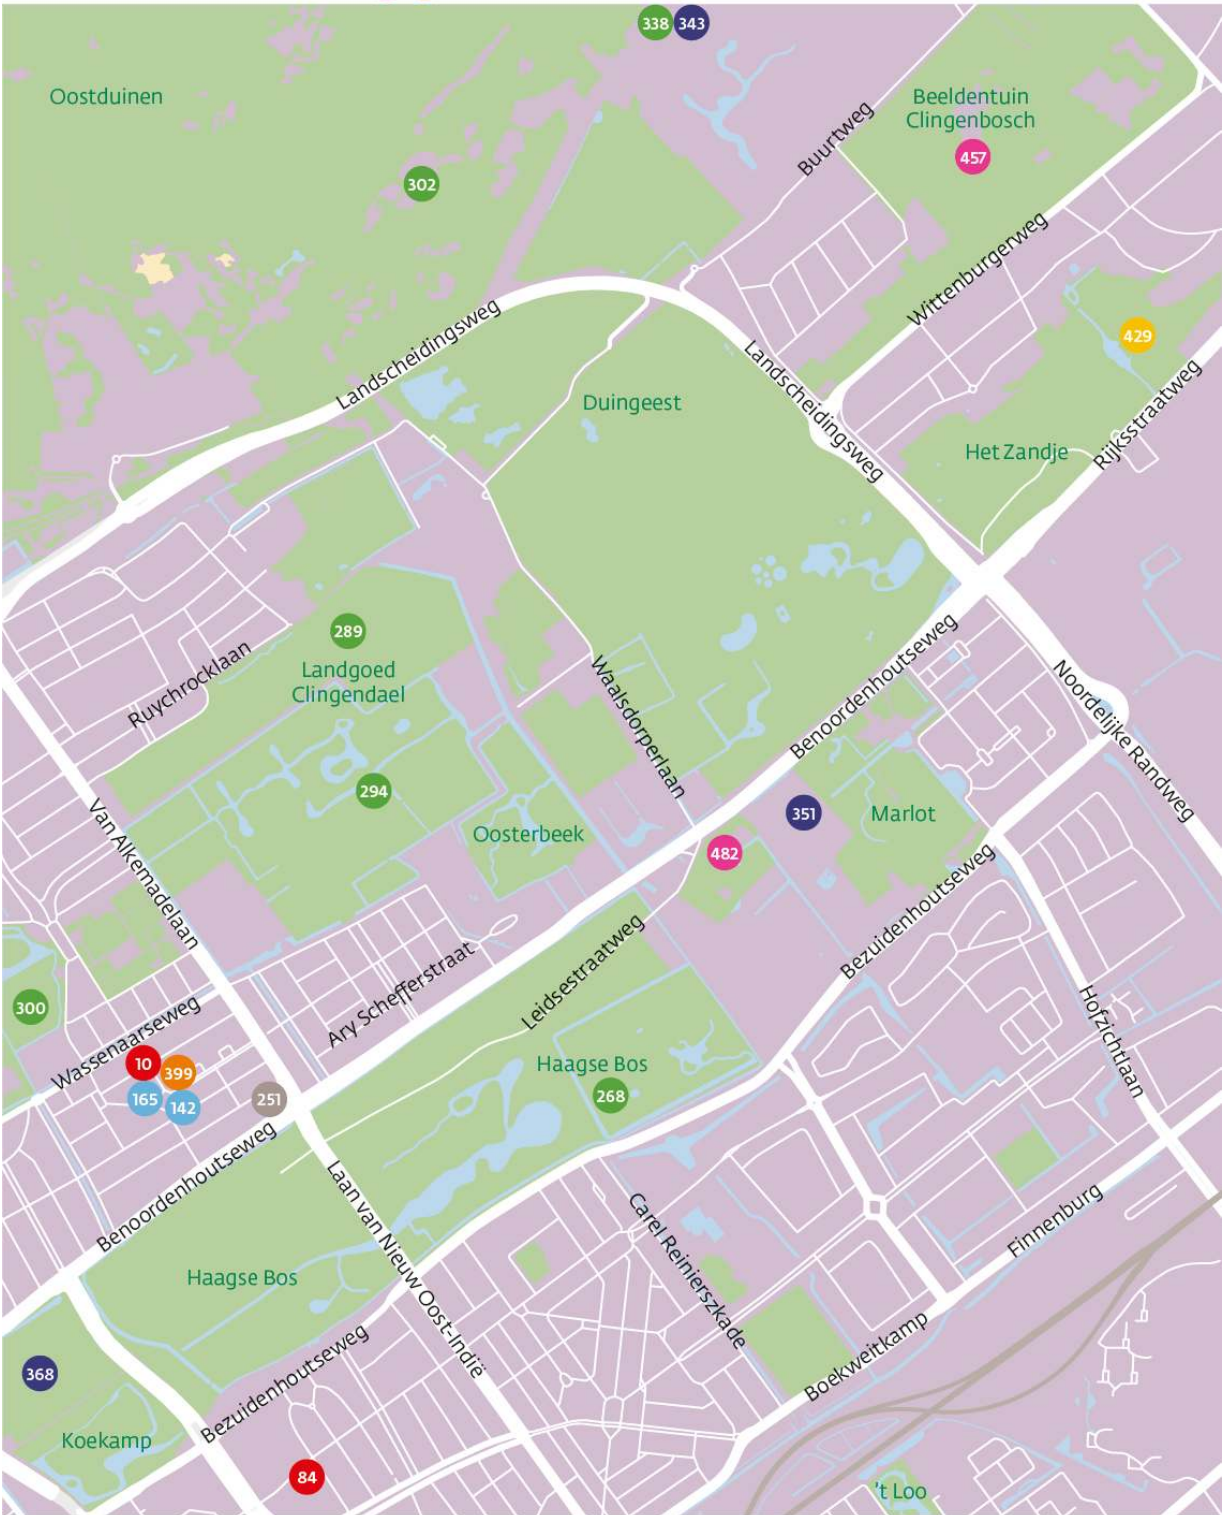 338
343
Oostduinen
Beeldentuin
Clingenbosch
Buurtweg
457
302
Wittenburgerweg
Landscheidingsweg
429
Landscheidingsweg
Duingeest
Rijksstraatweg
Het Zandje
289
Landgoed
Clingendael
Ruychrocklaan
Waalsdorperlaan
Benoordenhoutseweg
Noordelijke Randweg
294
Van Alkemadelaan
Oosterbeek
351
Marlot
482
Bezuidenhoutseweg
Ary Schefferstraat
Leidsestraatweg
300
Wassenaarseweg
Hofzichtlaan
10
399
165
142
251
Haagse Bos
268
Benoordenhoutseweg
Laan van Nieuw Oost-Indië
Carel Reinierszkade
Finnenburg
Haagse Bos
Boekweitkamp
368
Bezuidenhoutseweg
Koekamp
84
't Loo